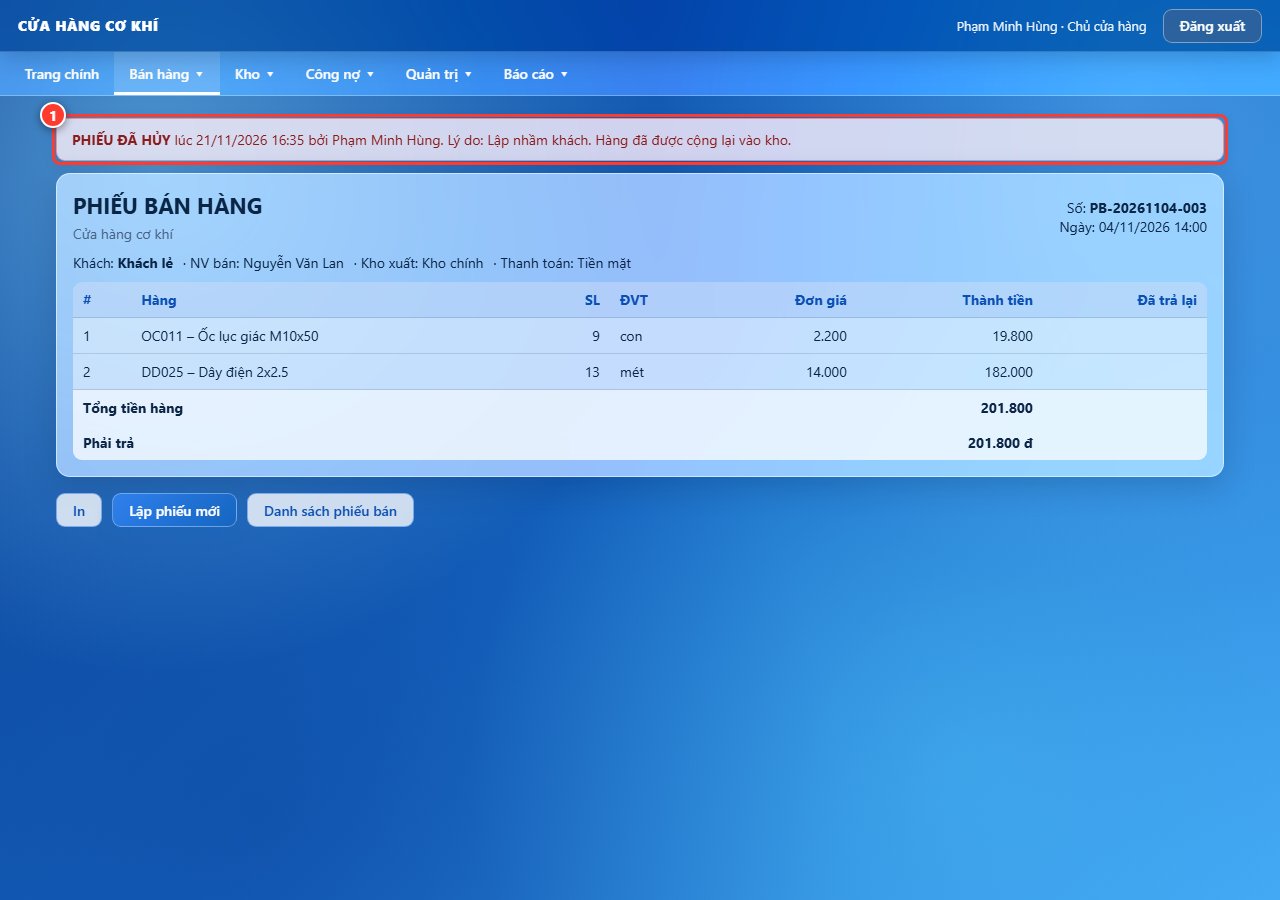 CỬA HÀNG CƠ KHÍ
Phạm Minh Hùng · Chủ cửa hàng
Đăng xuất
Trang chính
Bán hàng ▼
Kho ▼
Công nợ ▼
Quản trị ▼
Báo cáo ▼
1
PHIẾU ĐÃ HỦY lúc 21/11/2026 16:35 bởi Phạm Minh Hùng. Lý do: Lập nhầm khách. Hàng đã được cộng lại vào kho.
PHIẾU BÁN HÀNG
Số: PB-20261104-003
Cửa hàng cơ khí
Ngày: 04/11/2026 14:00
Khách: Khách lẻ · NV bán: Nguyễn Văn Lan · Kho xuất: Kho chính · Thanh toán: Tiền mặt
# Hàng SL ĐVT Đơn giá Thành tiền Đã trả lại
1 OC011 – Ốc lục giác M10x50 9 con 2.200 19.800
2 DD025 – Dây điện 2x2.5 13 mét 14.000 182.000
Tổng tiền hàng 201.800
Phải trả 201.800 đ
In
Lập phiếu mới
Danh sách phiếu bán